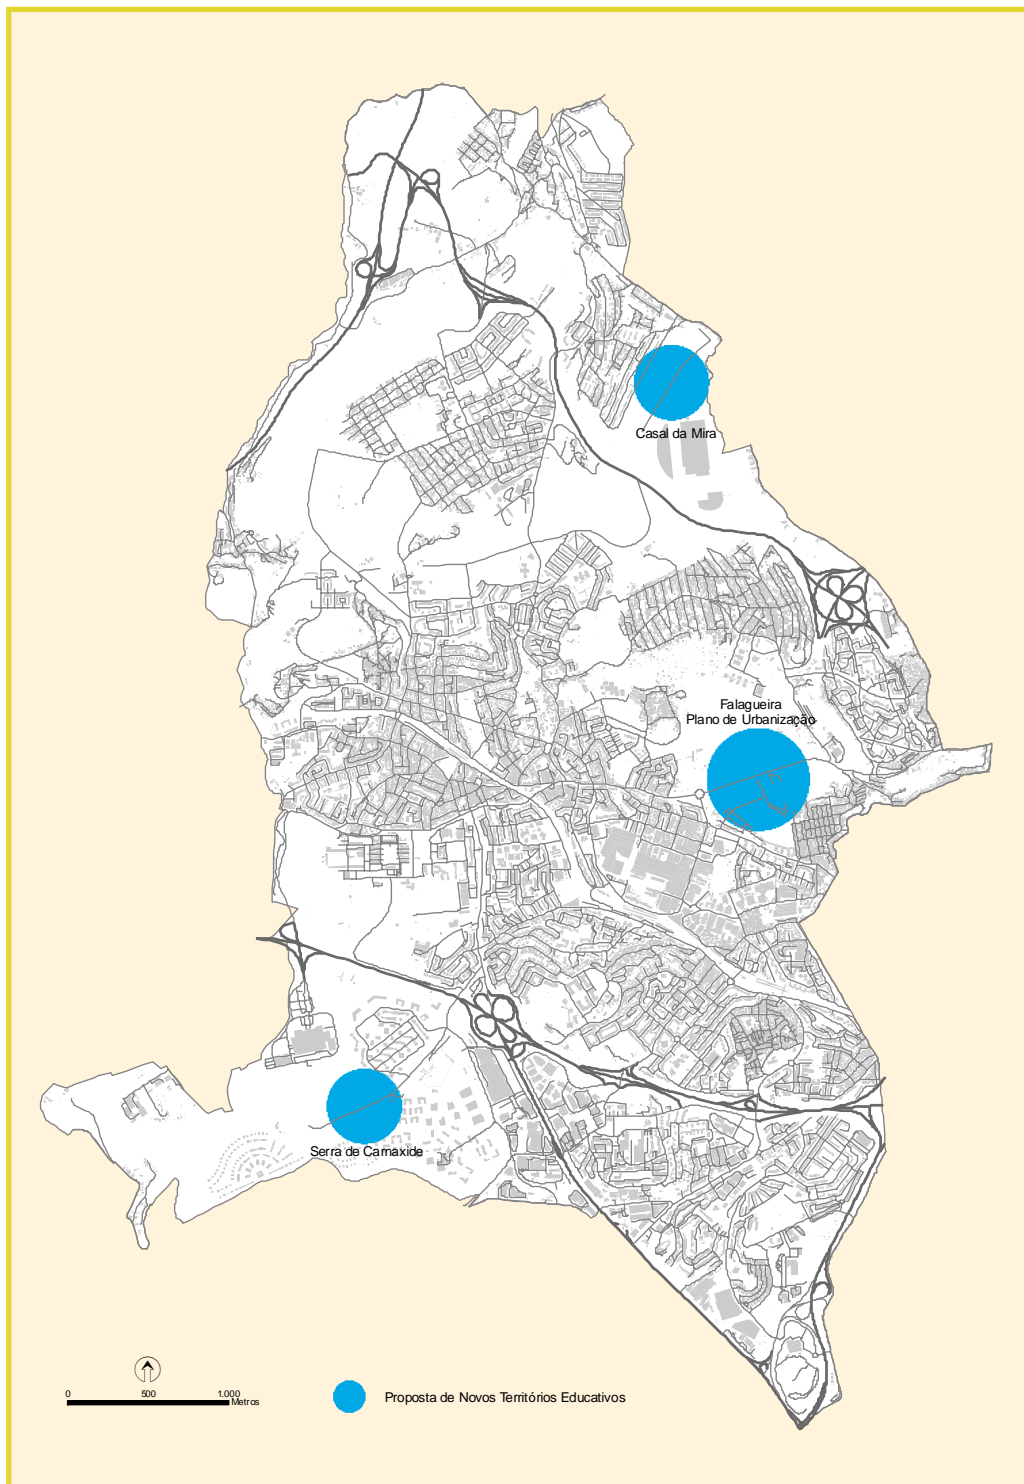 Casal da Mira
Falagueira
Plano de Urbanização
Serra de Carnaxide
0 500 1.000
Metros
Proposta de Novos Territórios Educativos